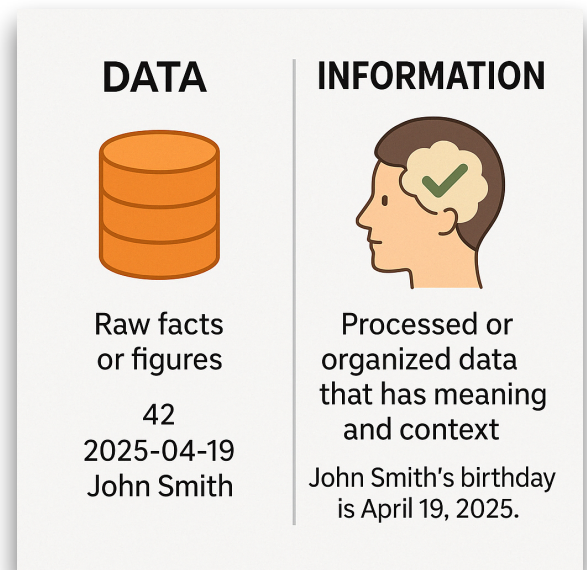 DATA
Raw facts
or figures
42
2025-04-19
John Smith
INFORMATION
Processed or
organized data
that has meaning
and context
John Smith's birthday
is April 19, 2025.